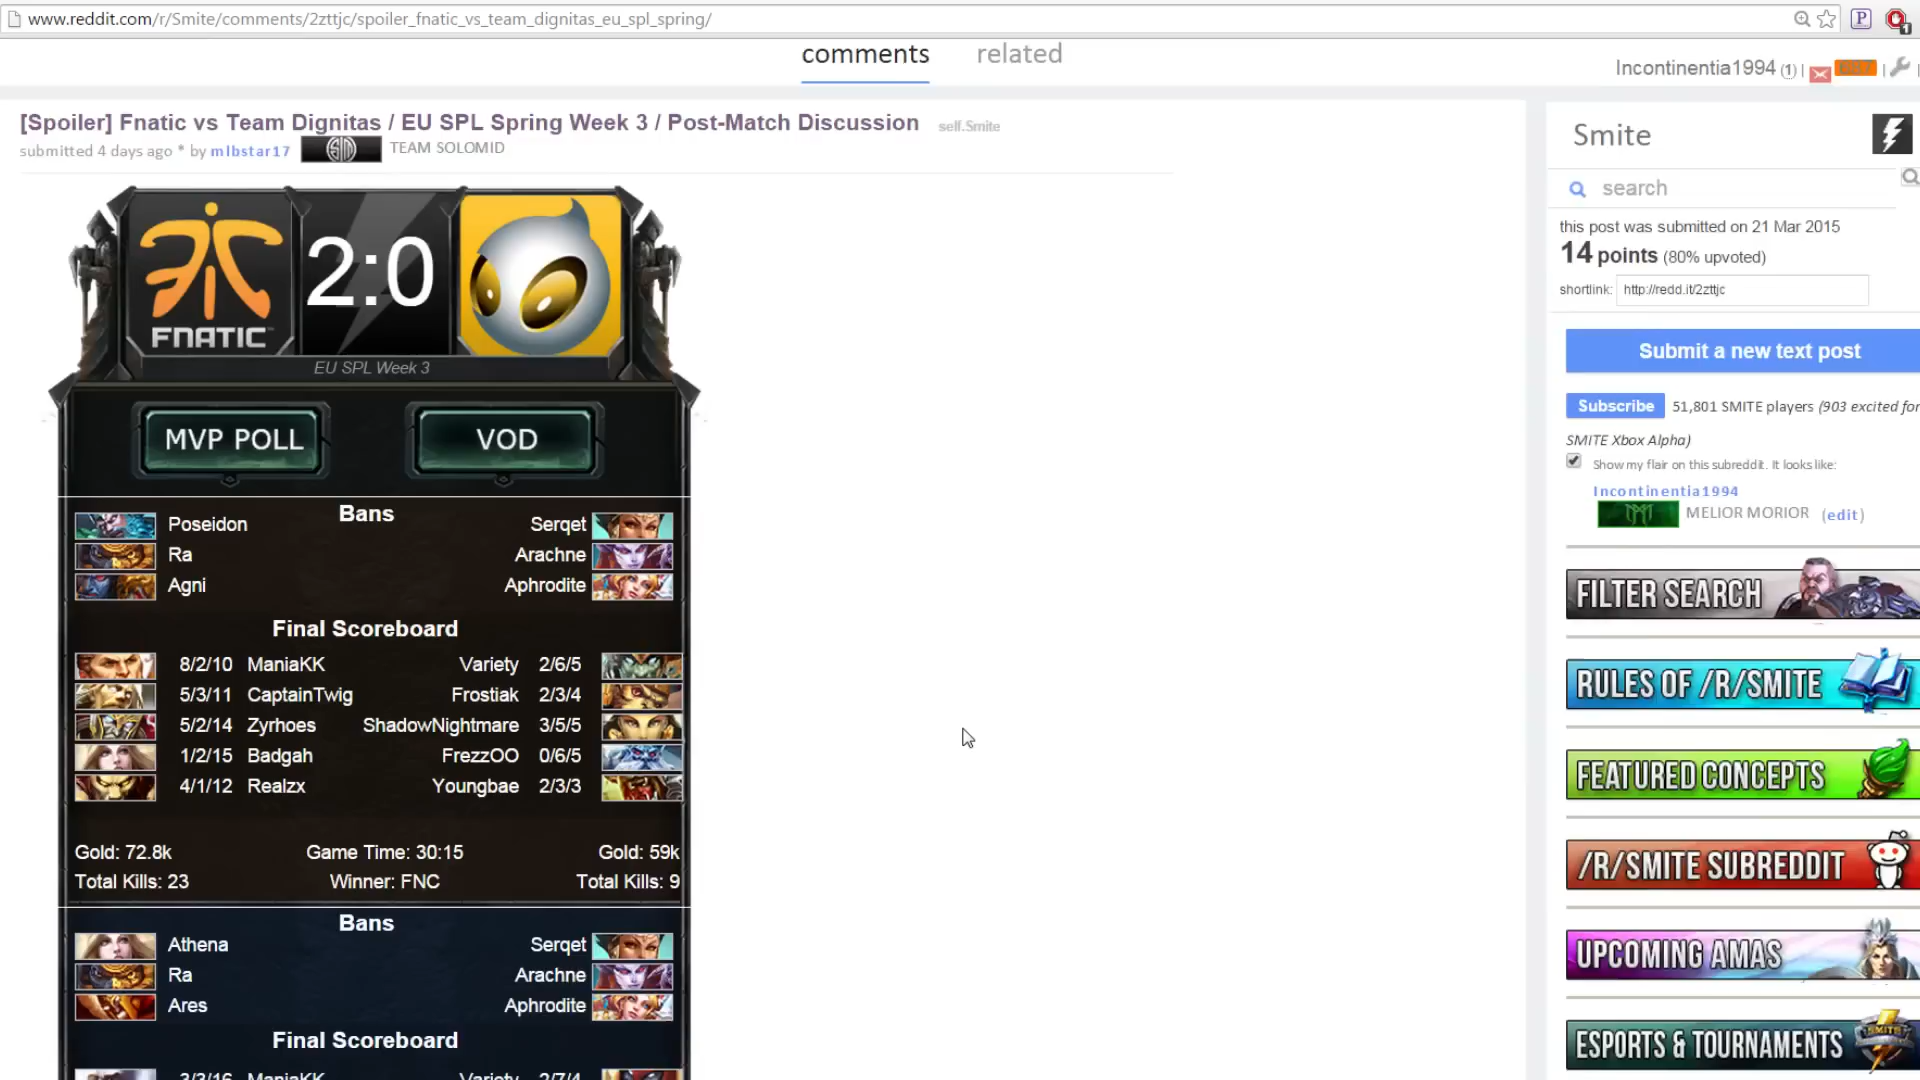 www.reddit.com/r/Smite/comments/2zttjc/spoiler_fnatic_vs_team_dignitas_eu_spl_spring/
comments related
Incontinentia1994 (1) | | |
[Spoiler] Fnatic vs Team Dignitas / EU SPL Spring Week 3 / Post-Match Discussion self.Smite
submitted 4 days ago * by mlbstar17 TEAM SOLOMID
Smite
search
this post was submitted on 21 Mar 2015
14 points (80% upvoted)
shortlink: http://redd.it/2zttjc
Submit a new text post
Subscribe 51,801 SMITE players (903 excited for
SMITE Xbox Alpha)
Show my flair on this subreddit. It looks like:
Incontinentia1994
MELIOR MORIOR (edit)
FILTER SEARCH
RULES OF /R/SMITE
FEATURED CONCEPTS
/R/SMITE SUBREDDIT
UPCOMING AMAS
ESPORTS & TOURNAMENTS
FNATIC
2:0
EU SPL Week 3
MVP POLL VOD
Bans
Poseidon Serqet
Ra Arachne
Agni Aphrodite
Final Scoreboard
8/2/10 ManiaKK Variety 2/6/5
5/3/11 CaptainTwig Frostiak 2/3/4
5/2/14 Zyrhoes ShadowNightmare 3/5/5
1/2/15 Badgah FrezzOO 0/6/5
4/1/12 Realzx Youngbae 2/3/3
Gold: 72.8k Game Time: 30:15 Gold: 59k
Total Kills: 23 Winner: FNC Total Kills: 9
Bans
Athena Serqet
Ra Arachne
Ares Aphrodite
Final Scoreboard
3/3/16 ManiaKK Variety 2/7/4